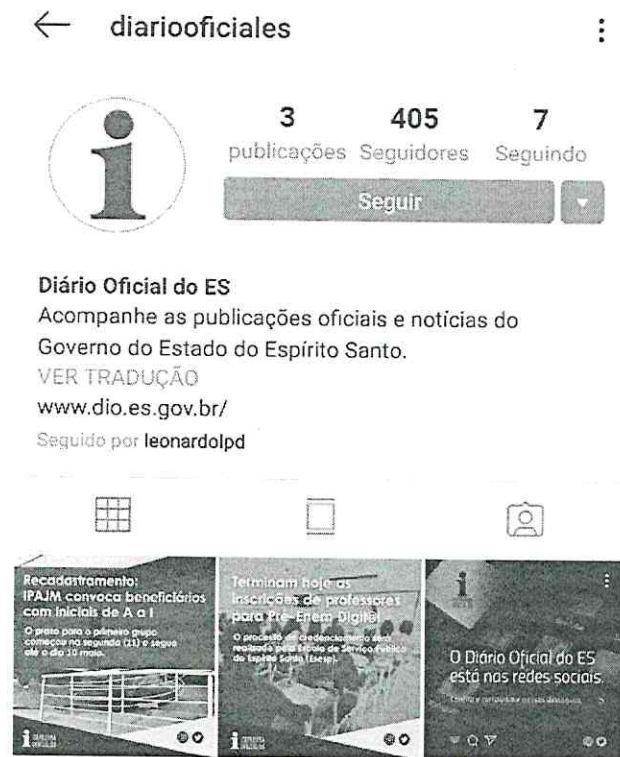 diariooficiales
3 405 7
publicações Seguidores Seguindo
Seguir
Diário Oficial do ES
Acompanhe as publicações oficiais e notícias do
Governo do Estado do Espírito Santo.
VER TRADUÇÃO
www.dio.es.gov.br/
Seguido por leonardolpd
Recadastramento:
IPAJM convoca beneficiários
com iniciais de A a I
O prazo para o primeiro grupo
começou na segunda (11) e segue
até o dia 10 maio.
Terminam hoje as
inscrições de professores
para Pré-Enem Digital
O processo de credenciamento será
realizado pela Escola de Serviço Público
do Espírito Santo (Esesp).
O Diário Oficial do ES
está nas redes sociais.